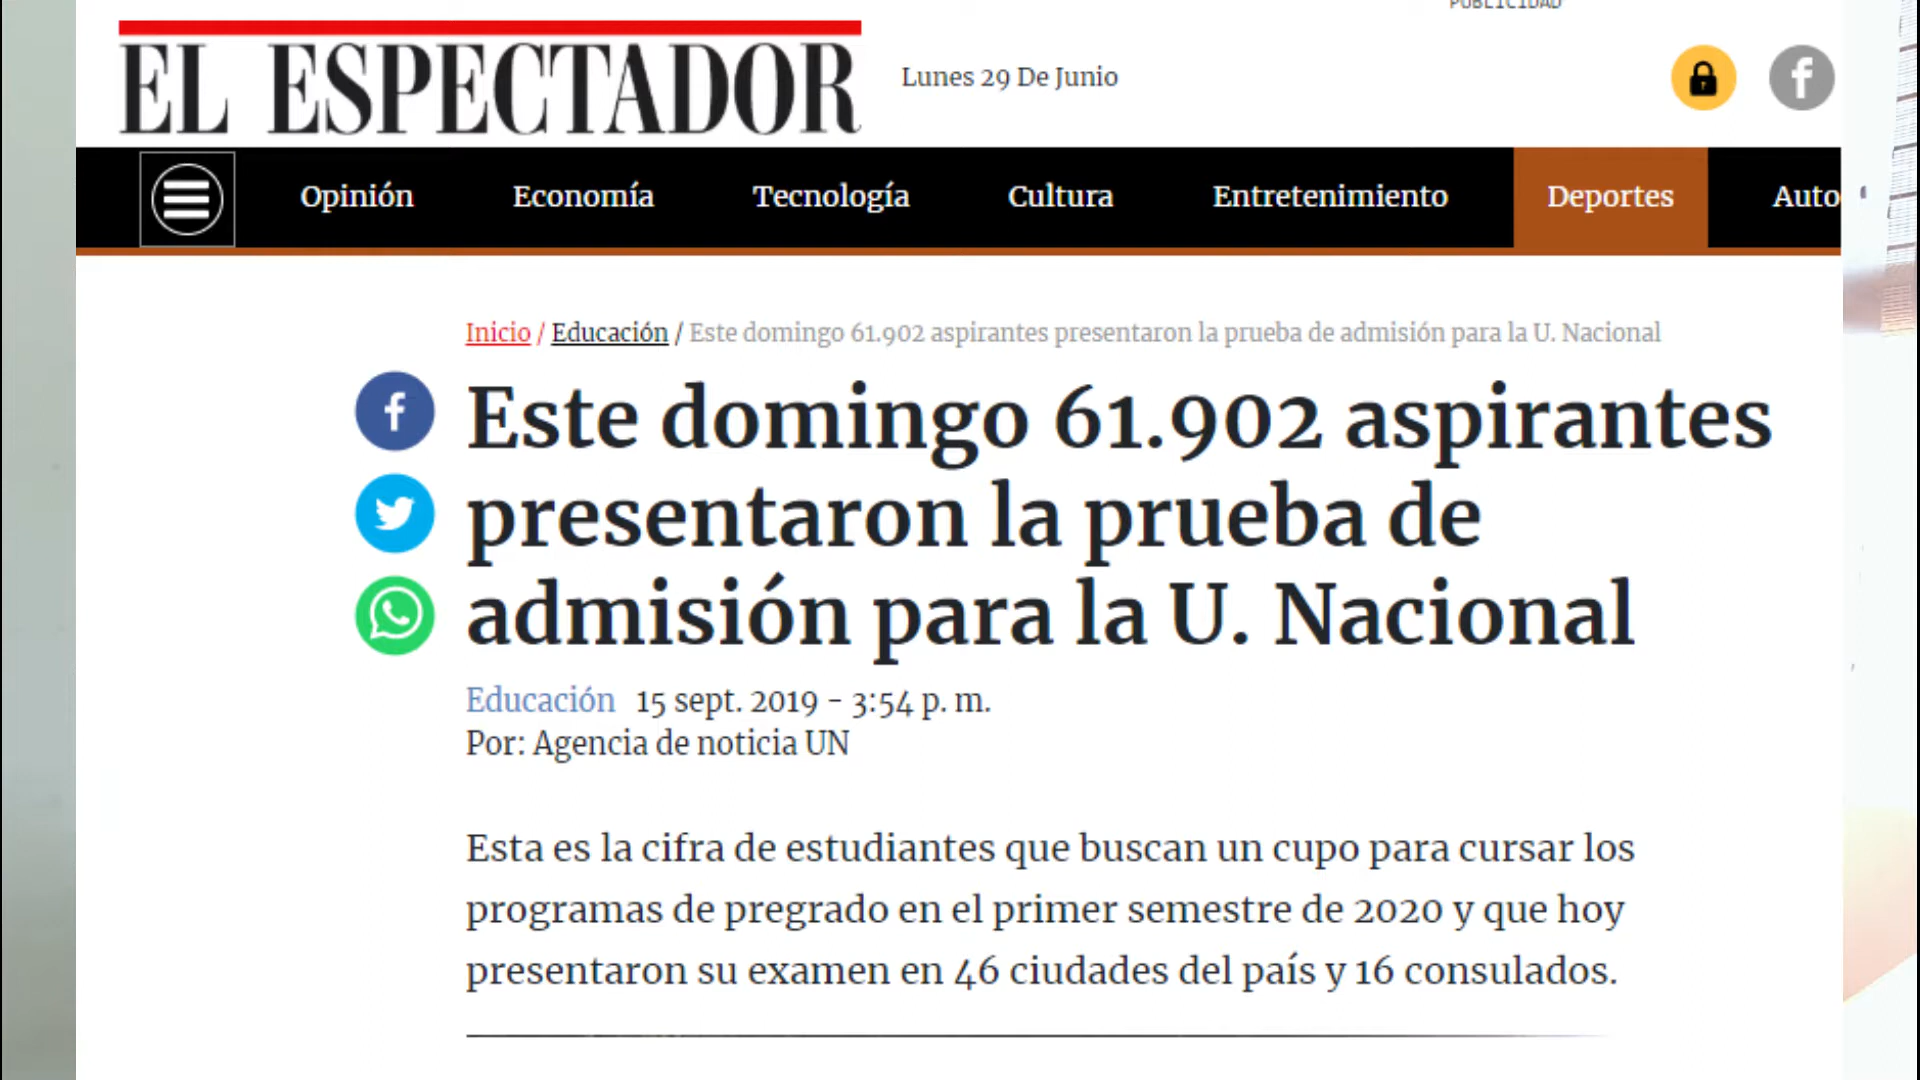 PUBLICIDAD
EL ESPECTADOR
Lunes 29 De Junio
Opinión Economía Tecnología Cultura Entretenimiento Deportes Auto
Inicio / Educación / Este domingo 61.902 aspirantes presentaron la prueba de admisión para la U. Nacional
Este domingo 61.902 aspirantes
presentaron la prueba de
admisión para la U. Nacional
Educación 15 sept. 2019 - 3:54 p. m.
Por: Agencia de noticia UN
Esta es la cifra de estudiantes que buscan un cupo para cursar los
programas de pregrado en el primer semestre de 2020 y que hoy
presentaron su examen en 46 ciudades del país y 16 consulados.